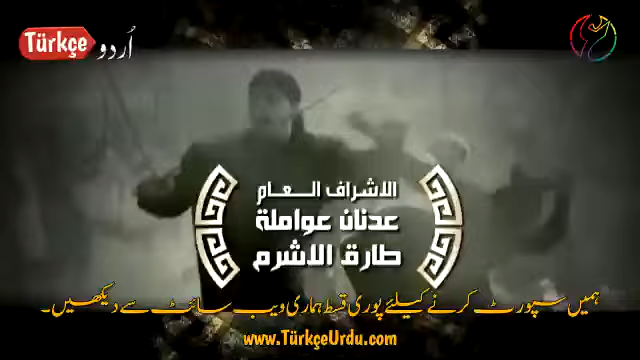 Türkçe اُردو
الاشراف العام
عدنان عواملة
طارق الاشرم
ہمیں سپورٹ کرنے کیلئے پوری قسط ہماری ویب سائٹ سے دیکھیں۔
www.TürkçeUrdu.com